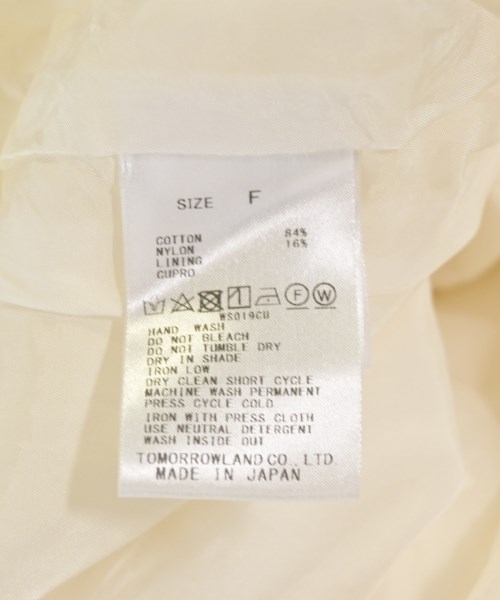 SIZE F
COTTON 84%
NYLON 16%
LINING
CUPRO
F W
WS019CU
HAND WASH
DO NOT BLEACH
DO NOT TUMBLE DRY
DRY IN SHADE
IRON LOW
DRY CLEAN SHORT CYCLE
MACHINE WASH PERMANENT
PRESS CYCLE COLD
IRON WITH PRESS CLOTH
USE NEUTRAL DETERGENT
WASH INSIDE OUT
TOMORROWLAND CO., LTD.
MADE IN JAPAN